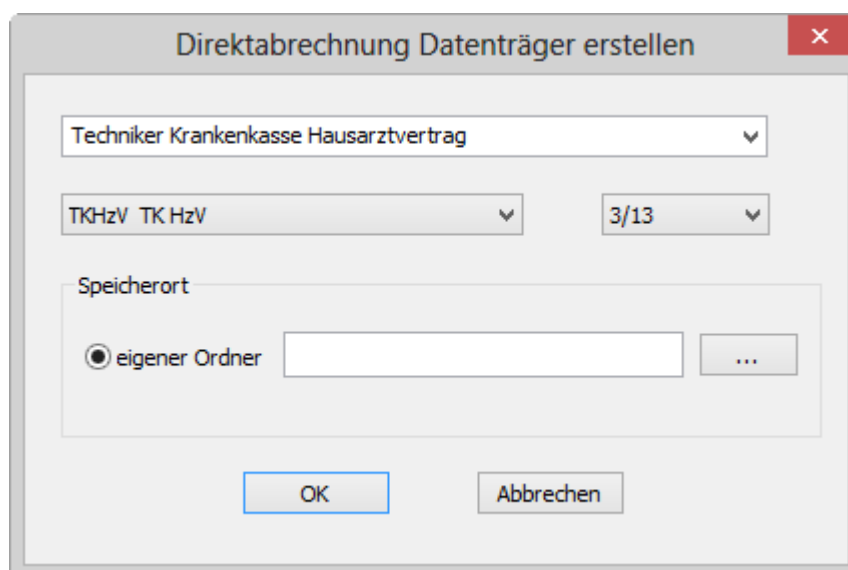 Direktabrechnung Datenträger erstellen
Techniker Krankenkasse Hausarztvertrag
TKHzV TK HzV 3/13
Speicherort
eigener Ordner ...
OK Abbrechen